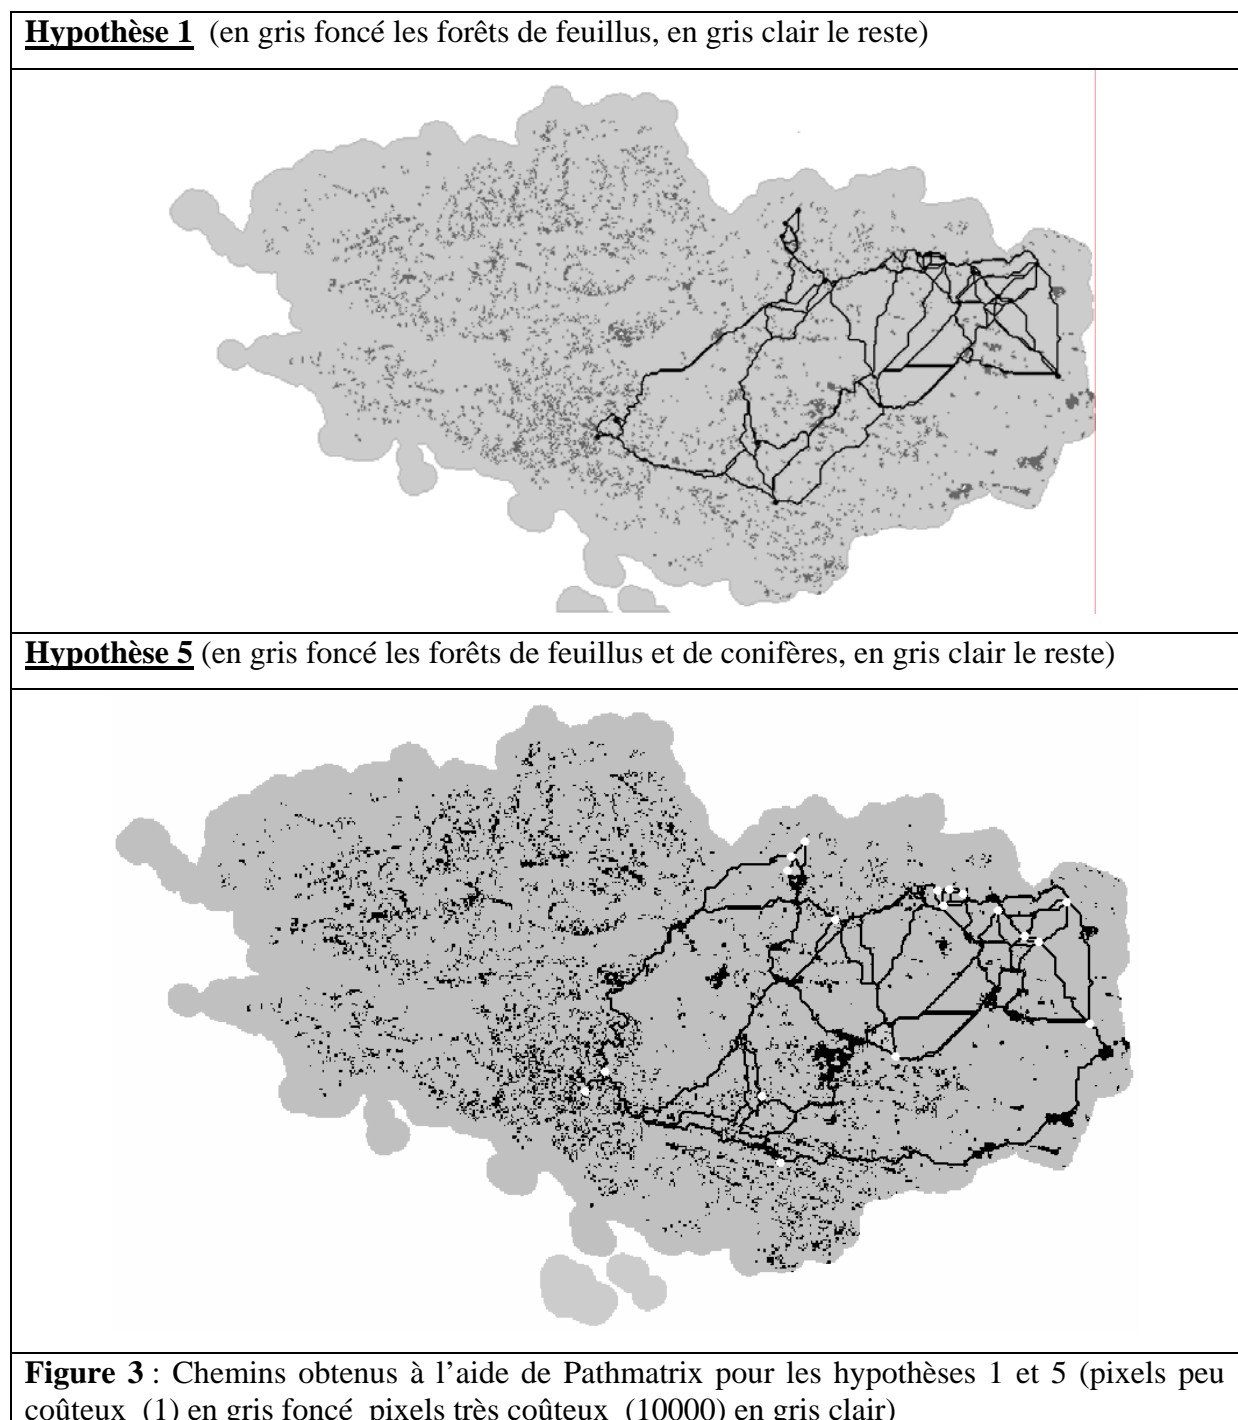 Hypothèse 1 (en gris foncé les forêts de feuillus, en gris clair le reste)
Hypothèse 5 (en gris foncé les forêts de feuillus et de conifères, en gris clair le reste)
Figure 3 : Chemins obtenus à l’aide de Pathmatrix pour les hypothèses 1 et 5 (pixels peu
coûteux (1) en gris foncé pixels très coûteux (10000) en gris clair)